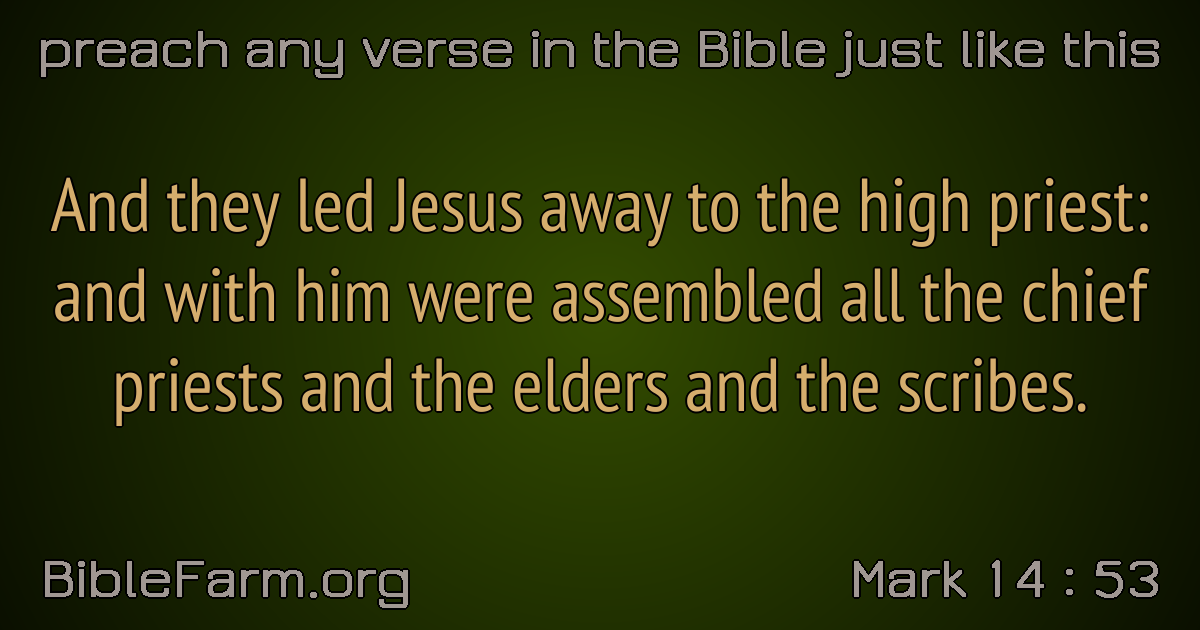 preach any verse in the Bible just like this
And they led Jesus away to the high priest:
and with him were assembled all the chief
priests and the elders and the scribes.
BibleFarm.org
Mark 14 : 53